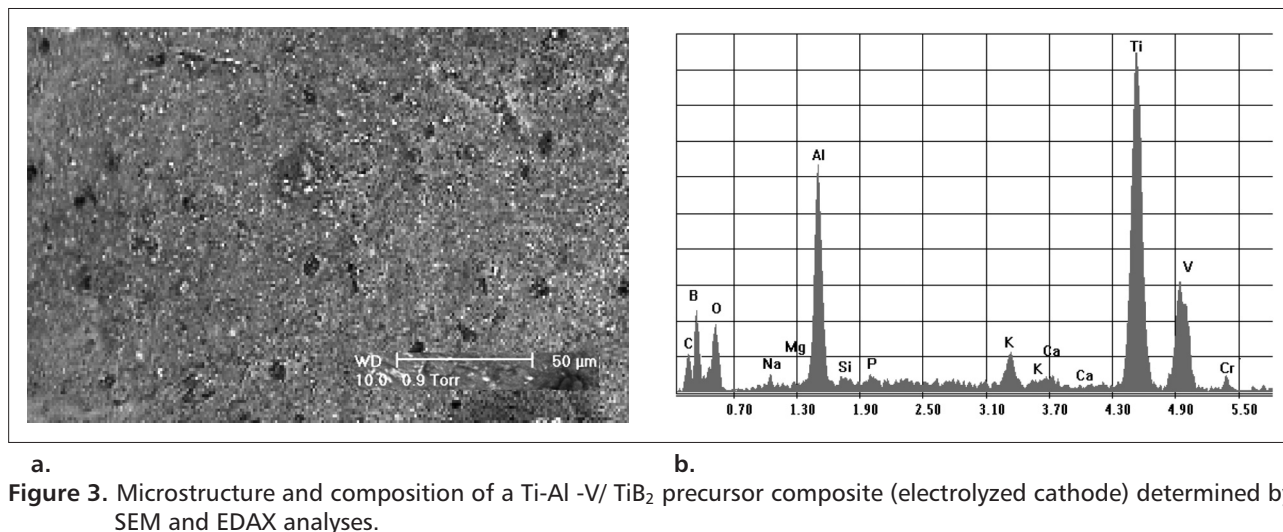 WD
50 µm
10.0 0.9 Torr
C
B
O
Na
Mg
Al
Si
P
K
K
Ca
Ca
Ti
V
Cr
0.70 1.30 1.90 2.50 3.10 3.70 4.30 4.90 5.50
a.
b.
Figure 3. Microstructure and composition of a Ti-Al -V/ TiB₂ precursor composite (electrolyzed cathode) determined
SEM and EDAX analyses.